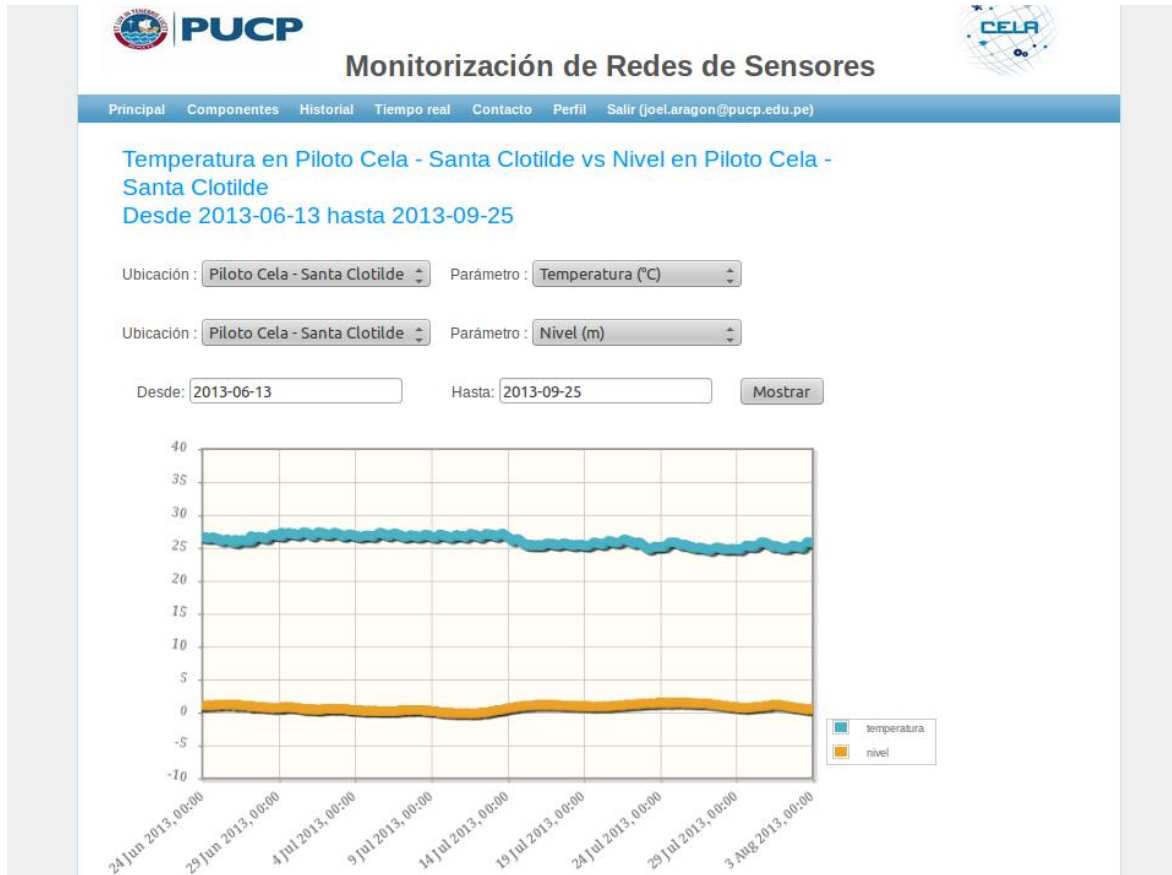 ET LUX IN TENEBRIS LUCET
PUCP
CELA
Monitorización de Redes de Sensores
Principal Componentes Historial Tiempo real Contacto Perfil Salir (joel.aragon@pucp.edu.pe)
Temperatura en Piloto Cela - Santa Clotilde vs Nivel en Piloto Cela -
Santa Clotilde
Desde 2013-06-13 hasta 2013-09-25
Ubicación : Piloto Cela - Santa Clotilde Parámetro : Temperatura (°C)
Ubicación : Piloto Cela - Santa Clotilde Parámetro : Nivel (m)
Desde: 2013-06-13 Hasta: 2013-09-25 Mostrar
40
35
30
25
20
15
10
5
0
-5
-10
temperatura
nivel
24 Jun 2013, 00:00
29 Jun 2013, 00:00
4 Jul 2013, 00:00
9 Jul 2013, 00:00
14 Jul 2013, 00:00
19 Jul 2013, 00:00
24 Jul 2013, 00:00
29 Jul 2013, 00:00
3 Aug 2013, 00:00